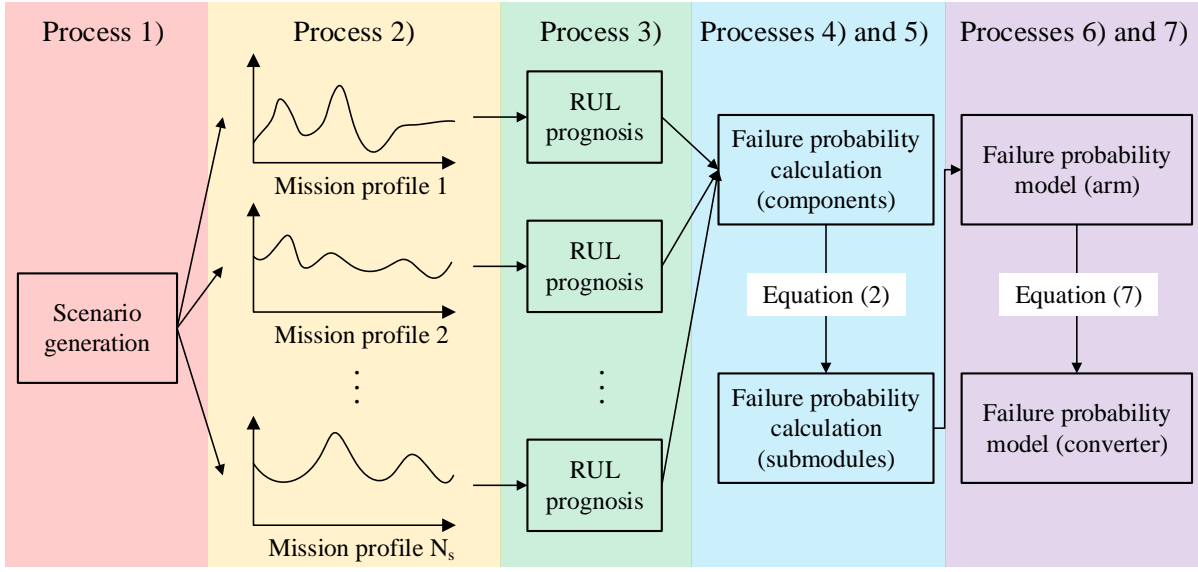 Process 1)
Process 2)
Process 3)
Processes 4) and 5)
Processes 6) and 7)
Scenario
generation
Mission profile 1
Mission profile 2
⋮
Mission profile Nₛ
RUL
prognosis
RUL
prognosis
⋮
RUL
prognosis
Failure probability
calculation
(components)
Equation (2)
Failure probability
calculation
(submodules)
Failure probability
model (arm)
Equation (7)
Failure probability
model (converter)